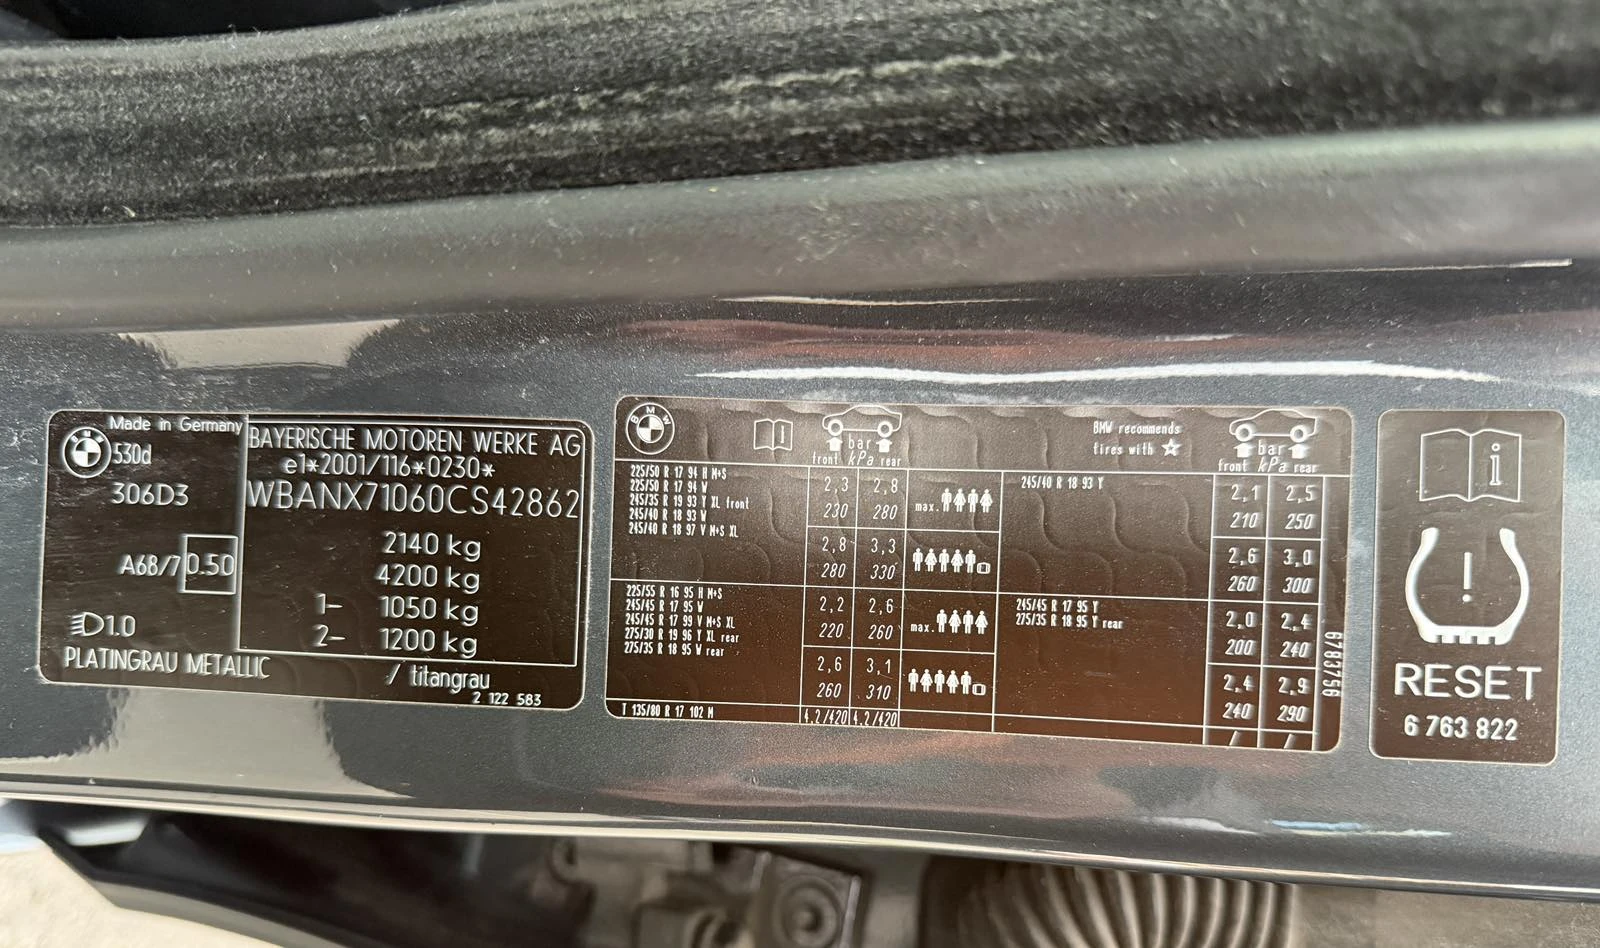 Made in Germany
530d
306D3
A68/7 0.50
1.0
PLATINGRAU METALLIC
BAYERISCHE MOTOREN WERKE AG
e1*2001/116*0230*
WBANX71060CS42862
2140 kg
4200 kg
1- 1050 kg
2- 1200 kg
/ titangrau
2 122 583
BMW
i
bar
front kPa rear
225/50 R 17 94 H M+S
225/50 R 17 94 W
245/35 R 19 93 Y XL front
245/40 R 18 93 W
245/40 R 18 97 V M+S XL
2,3 2,8
230 280
max.
2,8 3,3
280 330
225/55 R 16 95 H M+S
245/45 R 17 95 W
245/45 R 17 99 V M+S XL
275/30 R 19 96 Y XL rear
275/35 R 18 95 W rear
2,2 2,6
220 260
max.
2,6 3,1
260 310
T 135/80 R 17 102 M
4.2/420 4.2/420
BMW recommends
tires with
bar
front kPa rear
245/40 R 18 93 Y
2,1 2,5
210 250
2,6 3,0
260 300
245/45 R 17 95 Y
275/35 R 18 95 Y rear
2,0 2,4
200 240
2,4 2,9
240 290
/ /
6783756
i
!
RESET
6 763 822